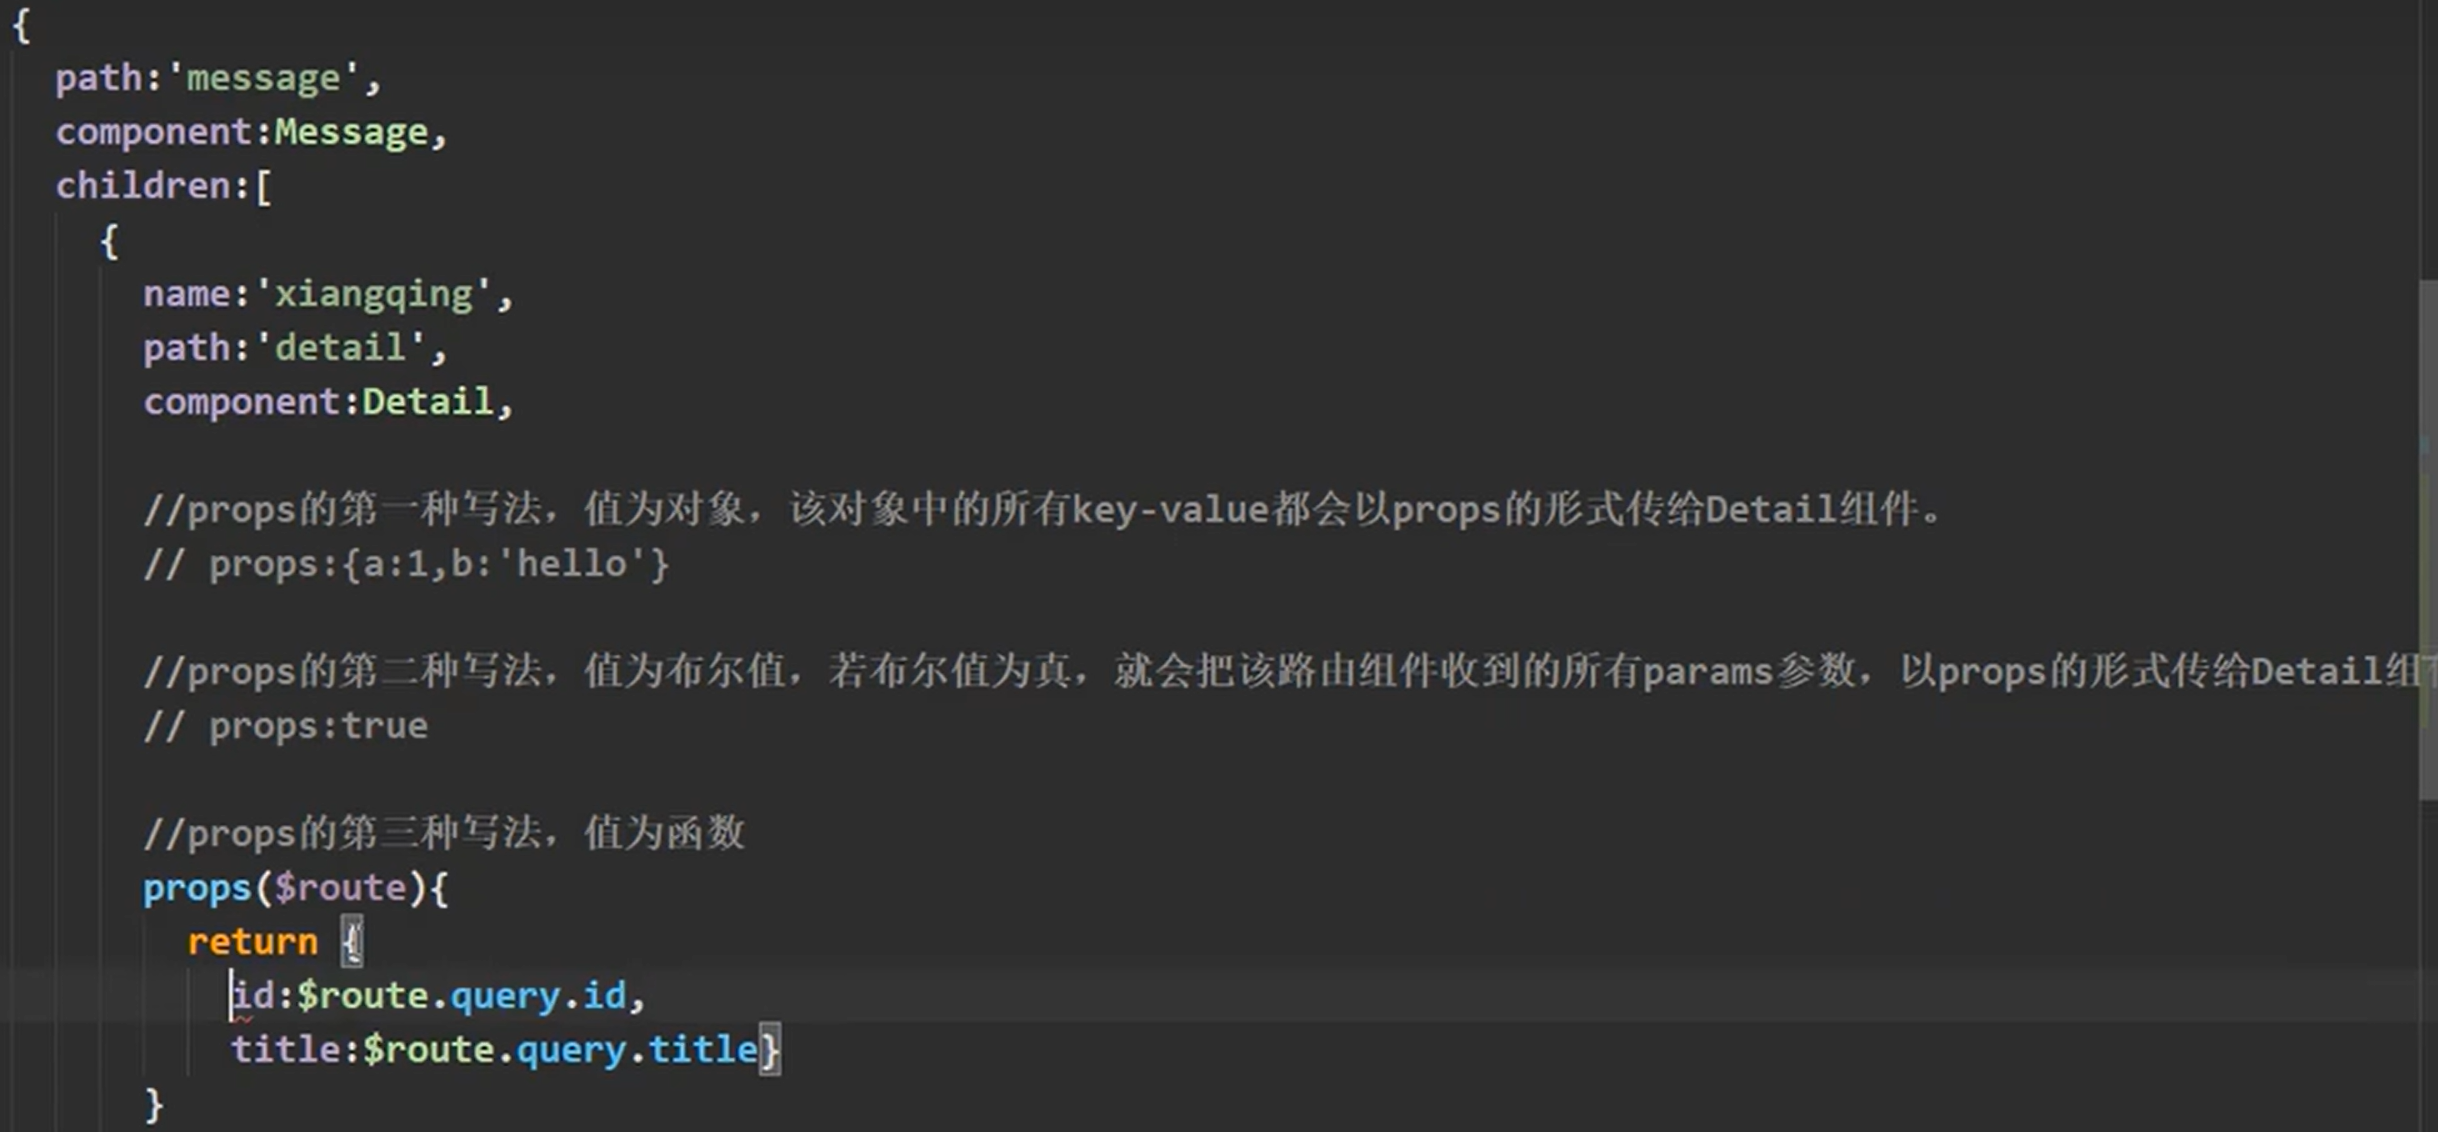 {
path:'message',
component:Message,
children:[
{
name:'xiangqing',
path:'detail',
component:Detail,
//props的第一种写法，值为对象，该对象中的所有key-value都会以props的形式传给Detail组件。
// props:{a:1,b:'hello'}
//props的第二种写法，值为布尔值，若布尔值为真，就会把该路由组件收到的所有params参数，以props的形式传给Detail组
// props:true
//props的第三种写法，值为函数
props($route){
return {
id:$route.query.id,
title:$route.query.title}
}